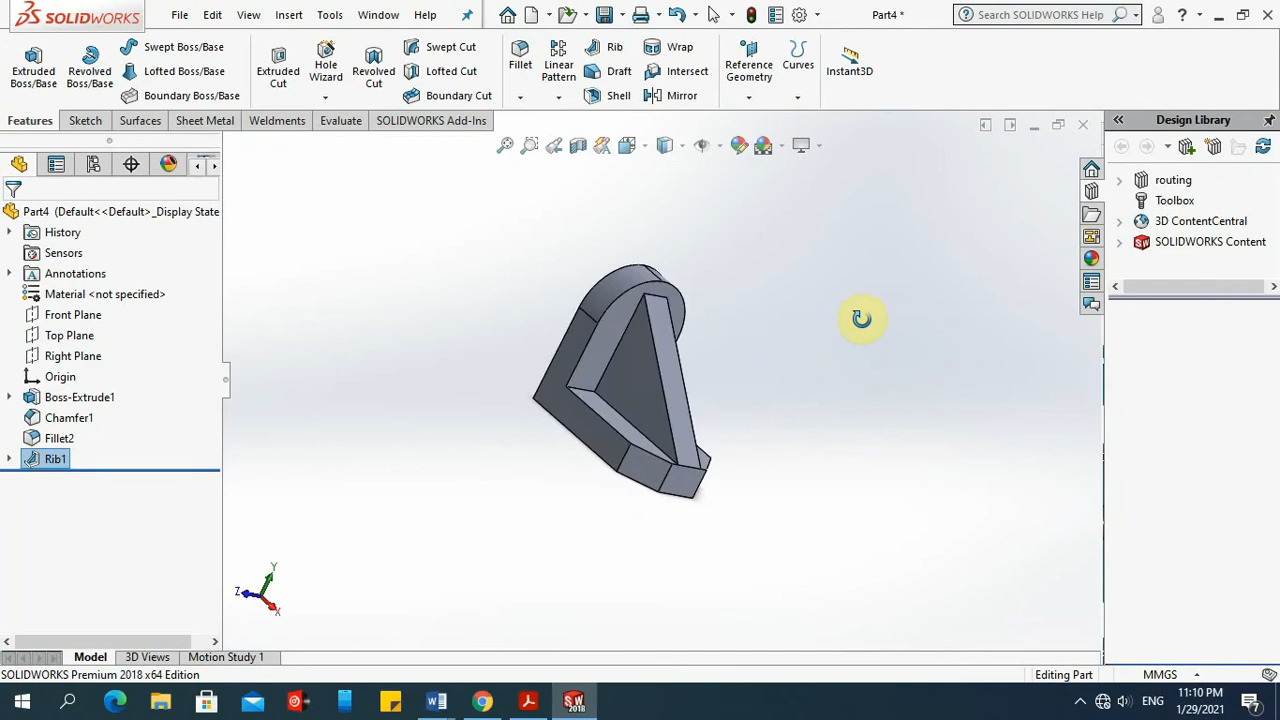 SOLIDWORKS File Edit View Insert Tools Window Help Part4 * Search SOLIDWORKS Help ?
Extruded Boss/Base Revolved Boss/Base Swept Boss/Base Lofted Boss/Base Boundary Boss/Base Extruded Cut Hole Wizard Revolved Cut Swept Cut Lofted Cut Boundary Cut Fillet Linear Pattern Rib Draft Shell Wrap Intersect Mirror Reference Geometry Curves Instant3D
Features Sketch Surfaces Sheet Metal Weldments Evaluate SOLIDWORKS Add-Ins
Design Library
Part4 (Default<<Default>_Display State
History
Sensors
Annotations
Material <not specified>
Front Plane
Top Plane
Right Plane
Origin
Boss-Extrude1
Chamfer1
Fillet2
Rib1
routing
Toolbox
3D ContentCentral
SOLIDWORKS Content
Y
Z
X
Model 3D Views Motion Study 1
SOLIDWORKS Premium 2018 x64 Edition Editing Part MMGS
ENG 11:10 PM
1/29/2021